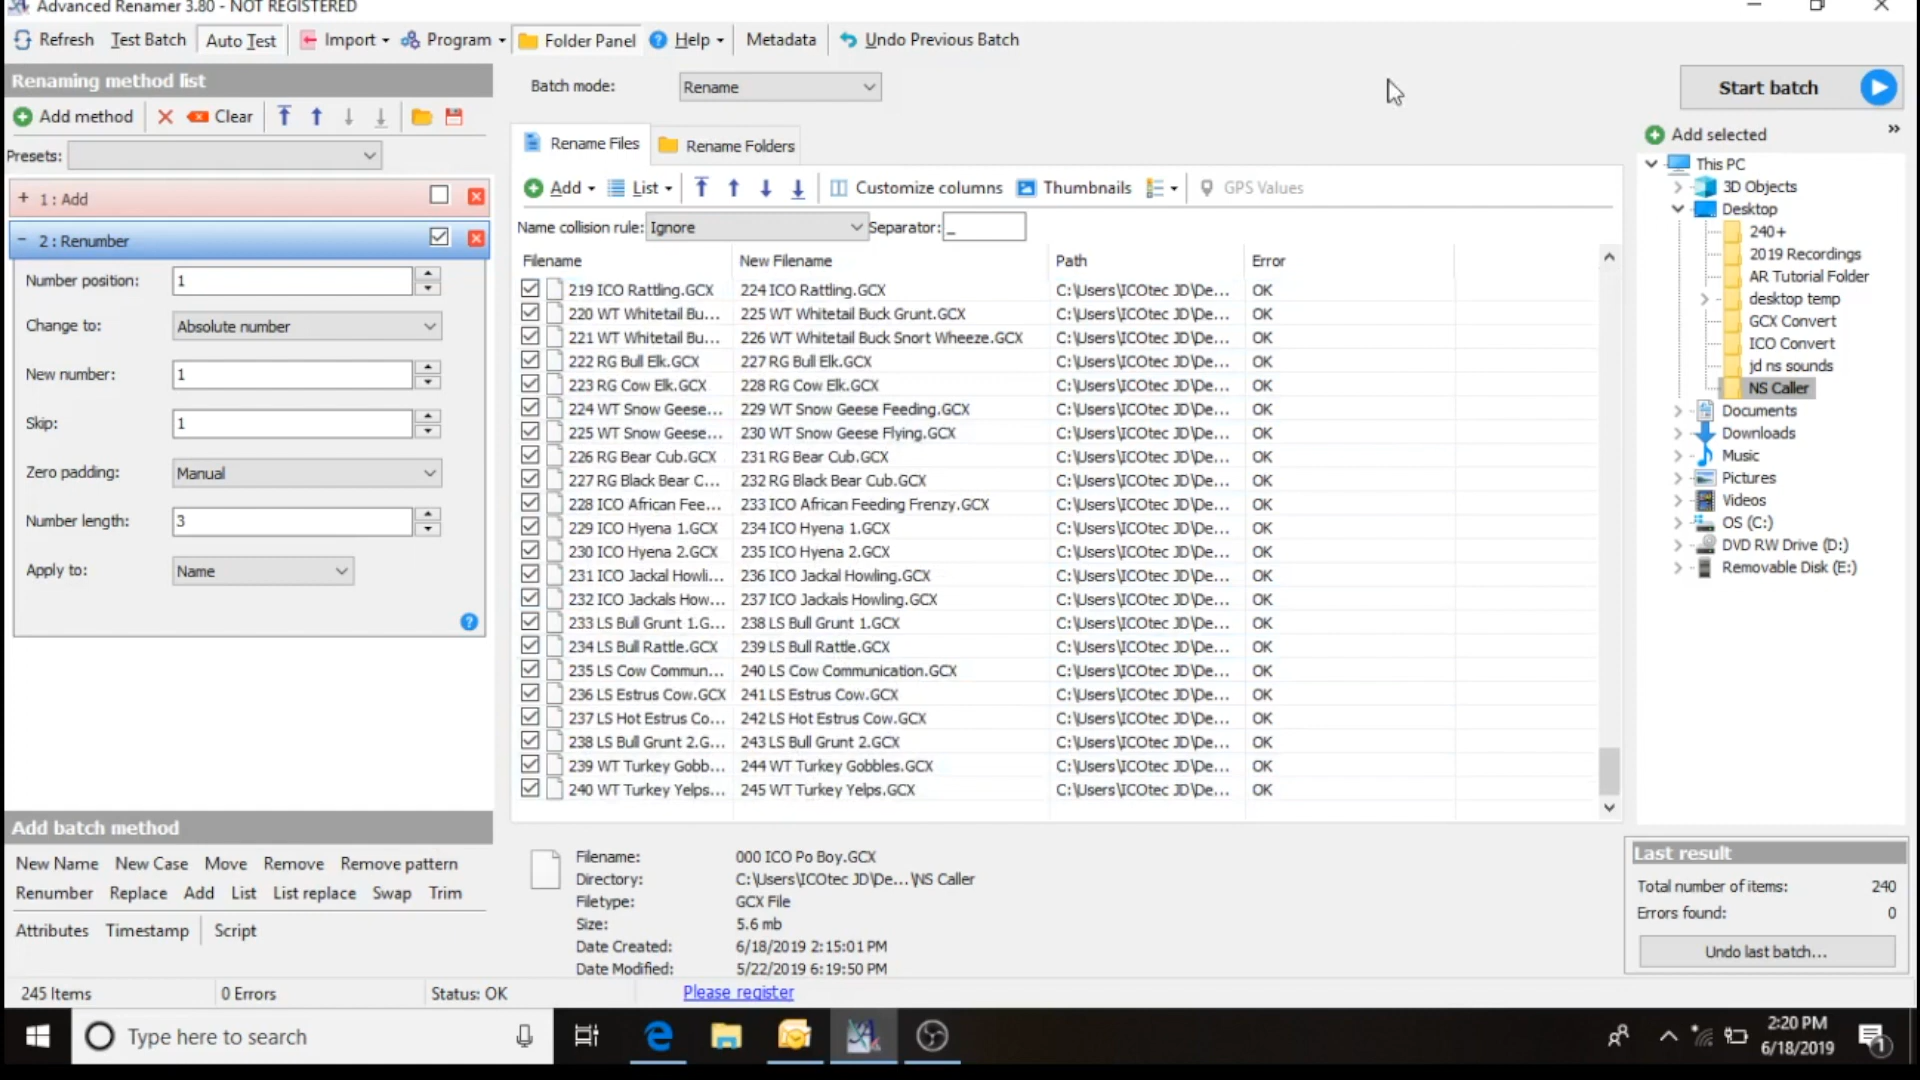 Advanced Renamer 3.80 - NOT REGISTERED
Refresh Test Batch Auto Test Import Program Folder Panel Help Metadata Undo Previous Batch
Renaming method list
Add method Clear
Presets:
+ 1 : Add
- 2 : Renumber
Number position: 1
Change to: Absolute number
New number: 1
Skip: 1
Zero padding: Manual
Number length: 3
Apply to: Name
Add batch method
New Name New Case Move Remove Remove pattern
Renumber Replace Add List List replace Swap Trim
Attributes Timestamp Script
Batch mode: Rename
Start batch
Rename Files Rename Folders
Add List Customize columns Thumbnails GPS Values
Name collision rule: Ignore Separator: _
Filename New Filename Path Error
219 ICO Rattling.GCX 224 ICO Rattling.GCX C:\Users\ICOtec JD\De... OK
220 WT Whitetail Bu... 225 WT Whitetail Buck Grunt.GCX C:\Users\ICOtec JD\De... OK
221 WT Whitetail Bu... 226 WT Whitetail Buck Snort Wheeze.GCX C:\Users\ICOtec JD\De... OK
222 RG Bull Elk.GCX 227 RG Bull Elk.GCX C:\Users\ICOtec JD\De... OK
223 RG Cow Elk.GCX 228 RG Cow Elk.GCX C:\Users\ICOtec JD\De... OK
224 WT Snow Geese... 229 WT Snow Geese Feeding.GCX C:\Users\ICOtec JD\De... OK
225 WT Snow Geese... 230 WT Snow Geese Flying.GCX C:\Users\ICOtec JD\De... OK
226 RG Bear Cub.GCX 231 RG Bear Cub.GCX C:\Users\ICOtec JD\De... OK
227 RG Black Bear C... 232 RG Black Bear Cub.GCX C:\Users\ICOtec JD\De... OK
228 ICO African Fee... 233 ICO African Feeding Frenzy.GCX C:\Users\ICOtec JD\De... OK
229 ICO Hyena 1.GCX 234 ICO Hyena 1.GCX C:\Users\ICOtec JD\De... OK
230 ICO Hyena 2.GCX 235 ICO Hyena 2.GCX C:\Users\ICOtec JD\De... OK
231 ICO Jackal Howli... 236 ICO Jackal Howling.GCX C:\Users\ICOtec JD\De... OK
232 ICO Jackals How... 237 ICO Jackals Howling.GCX C:\Users\ICOtec JD\De... OK
233 LS Bull Grunt 1.G... 238 LS Bull Grunt 1.GCX C:\Users\ICOtec JD\De... OK
234 LS Bull Rattle.GCX 239 LS Bull Rattle.GCX C:\Users\ICOtec JD\De... OK
235 LS Cow Commun... 240 LS Cow Communication.GCX C:\Users\ICOtec JD\De... OK
236 LS Estrus Cow.GCX 241 LS Estrus Cow.GCX C:\Users\ICOtec JD\De... OK
237 LS Hot Estrus Co... 242 LS Hot Estrus Cow.GCX C:\Users\ICOtec JD\De... OK
238 LS Bull Grunt 2.G... 243 LS Bull Grunt 2.GCX C:\Users\ICOtec JD\De... OK
239 WT Turkey Gobb... 244 WT Turkey Gobbles.GCX C:\Users\ICOtec JD\De... OK
240 WT Turkey Yelps... 245 WT Turkey Yelps.GCX C:\Users\ICOtec JD\De... OK
Filename: 000 ICO Po Boy.GCX
Directory: C:\Users\ICOtec JD\De...\NS Caller
Filetype: GCX File
Size: 5.6 mb
Date Created: 6/18/2019 2:15:01 PM
Date Modified: 5/22/2019 6:19:50 PM
Add selected »
This PC
3D Objects
Desktop
240+
2019 Recordings
AR Tutorial Folder
desktop temp
GCX Convert
ICO Convert
jd ns sounds
NS Caller
Documents
Downloads
Music
Pictures
Videos
OS (C:)
DVD RW Drive (D:)
Removable Disk (E:)
Last result
Total number of items: 240
Errors found: 0
Undo last batch...
245 Items 0 Errors Status: OK Please register
Type here to search
2:20 PM
6/18/2019
1